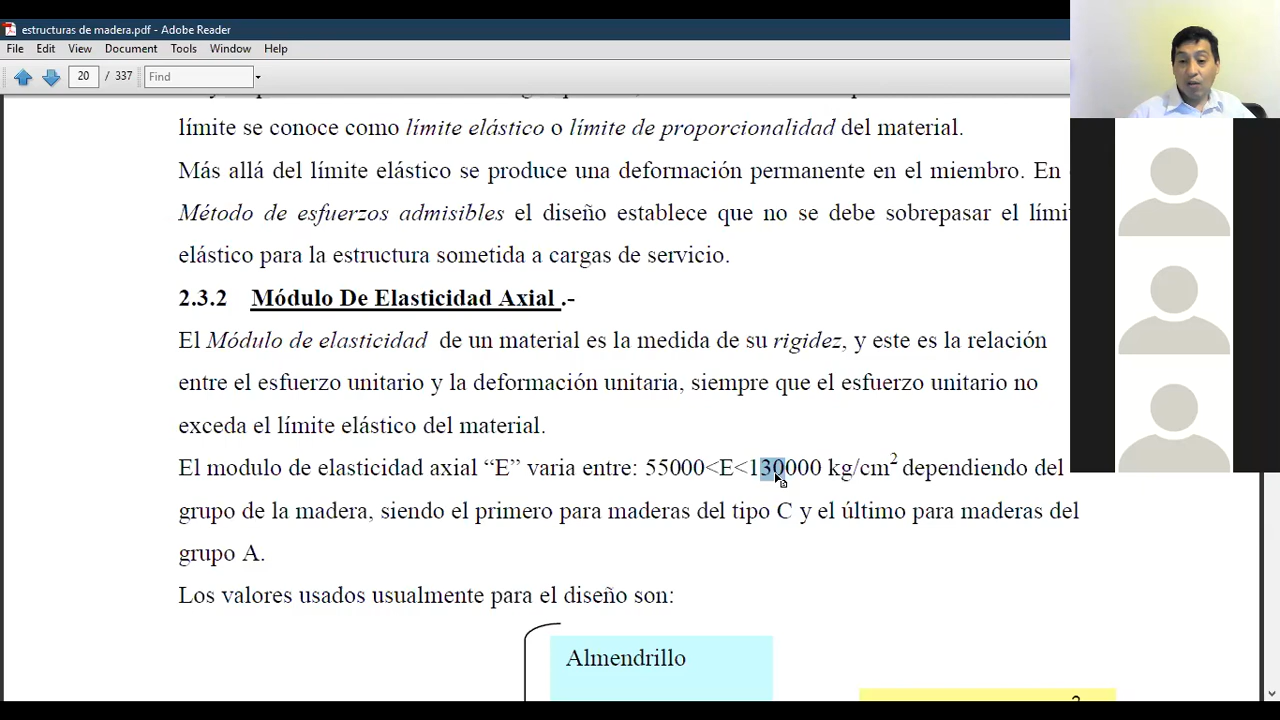 estructuras de madera.pdf - Adobe Reader
File Edit View Document Tools Window Help
20 / 337 Find
límite se conoce como límite elástico o límite de proporcionalidad del material.
Más allá del límite elástico se produce una deformación permanente en el miembro. En
Método de esfuerzos admisibles el diseño establece que no se debe sobrepasar el lími
elástico para la estructura sometida a cargas de servicio.
2.3.2 Módulo De Elasticidad Axial .-
El Módulo de elasticidad de un material es la medida de su rigidez, y este es la relación
entre el esfuerzo unitario y la deformación unitaria, siempre que el esfuerzo unitario no
exceda el límite elástico del material.
El modulo de elasticidad axial “E” varia entre: 55000<E<130000 kg/cm² dependiendo del
grupo de la madera, siendo el primero para maderas del tipo C y el último para maderas del
grupo A.
Los valores usados usualmente para el diseño son:
Almendrillo